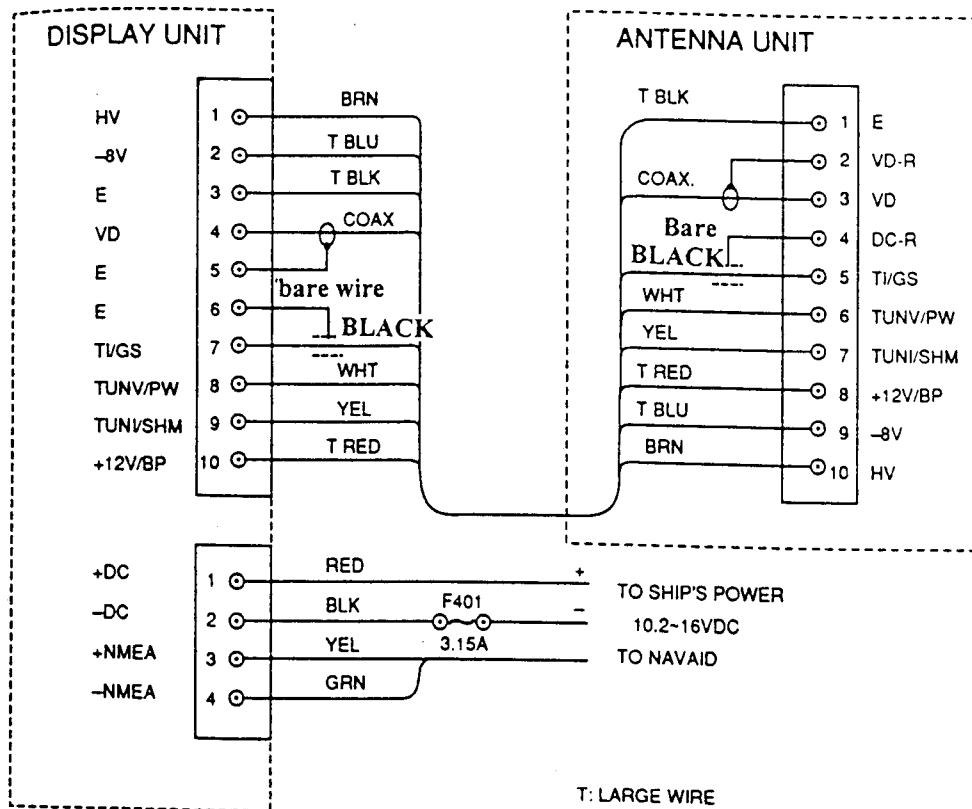 DISPLAY UNIT
HV 1 BRN
–8V 2 T BLU
E 3 T BLK
VD 4 COAX
E 5
'bare wire
E 6
BLACK
TI/GS 7
TUNV/PW 8 WHT
TUNI/SHM 9 YEL
+12V/BP 10 T RED
ANTENNA UNIT
T BLK 1 E
2 VD-R
COAX. 3 VD
Bare 4 DC-R
BLACK 5 TI/GS
WHT 6 TUNV/PW
YEL 7 TUNI/SHM
T RED 8 +12V/BP
T BLU 9 –8V
BRN 10 HV
+DC 1 RED + TO SHIP'S POWER
–DC 2 BLK F401 – 10.2~16VDC
3.15A
+NMEA 3 YEL TO NAVAID
–NMEA 4 GRN
T: LARGE WIRE